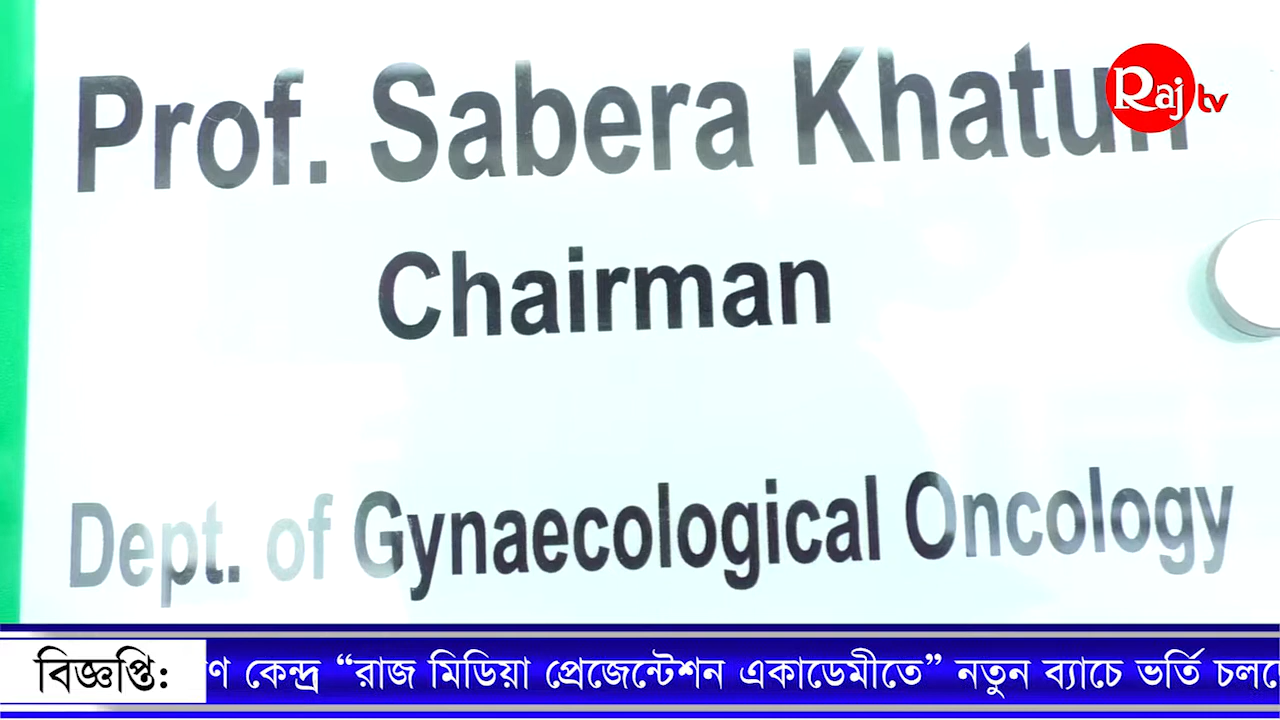 Prof. Sabera Khatun
Raj tv
Chairman
Dept. of Gynaecological Oncology
বিজ্ঞপ্তি: কেন্দ্র “রাজ মিডিয়া প্রেজেন্টেশন একাডেমীতে” নতুন ব্যাচে ভর্তি